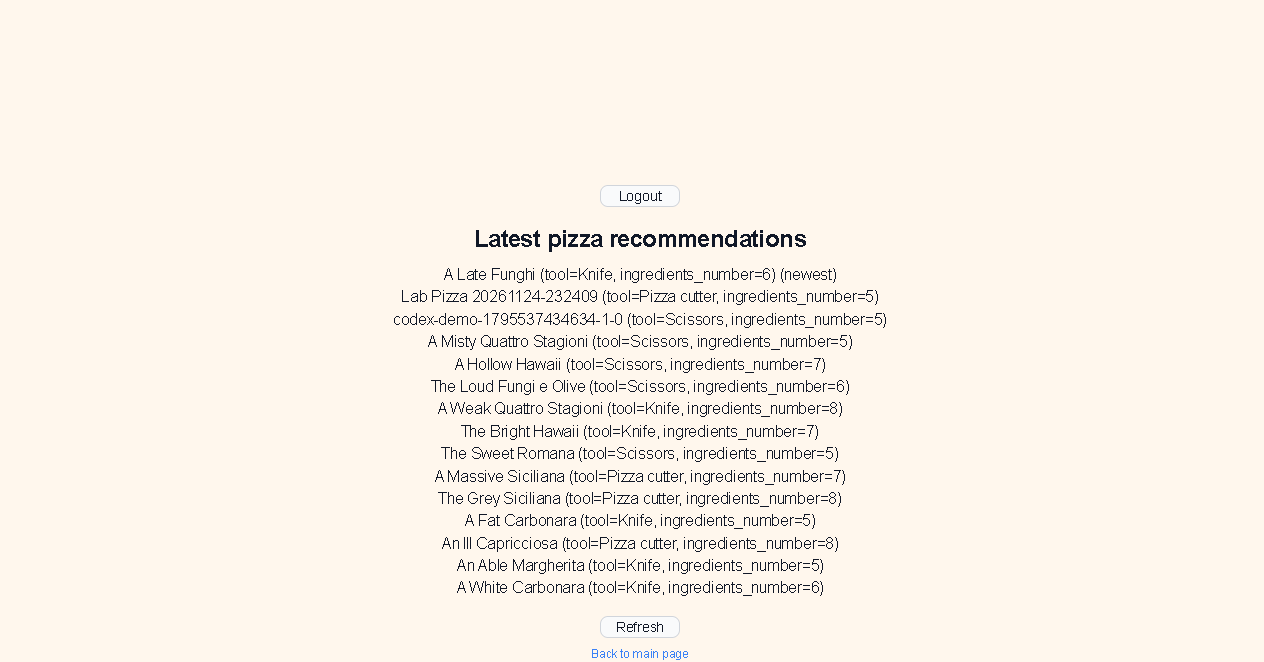 Logout
Latest pizza recommendations
A Late Funghi (tool=Knife, ingredients_number=6) (newest)
Lab Pizza 20261124-232409 (tool=Pizza cutter, ingredients_number=5)
codex-demo-1795537434634-1-0 (tool=Scissors, ingredients_number=5)
A Misty Quattro Stagioni (tool=Scissors, ingredients_number=5)
A Hollow Hawaii (tool=Scissors, ingredients_number=7)
The Loud Fungi e Olive (tool=Scissors, ingredients_number=6)
A Weak Quattro Stagioni (tool=Knife, ingredients_number=8)
The Bright Hawaii (tool=Knife, ingredients_number=7)
The Sweet Romana (tool=Scissors, ingredients_number=5)
A Massive Siciliana (tool=Pizza cutter, ingredients_number=7)
The Grey Siciliana (tool=Pizza cutter, ingredients_number=8)
A Fat Carbonara (tool=Knife, ingredients_number=5)
An Ill Capricciosa (tool=Pizza cutter, ingredients_number=8)
An Able Margherita (tool=Knife, ingredients_number=5)
A White Carbonara (tool=Knife, ingredients_number=6)
Refresh
Back to main page